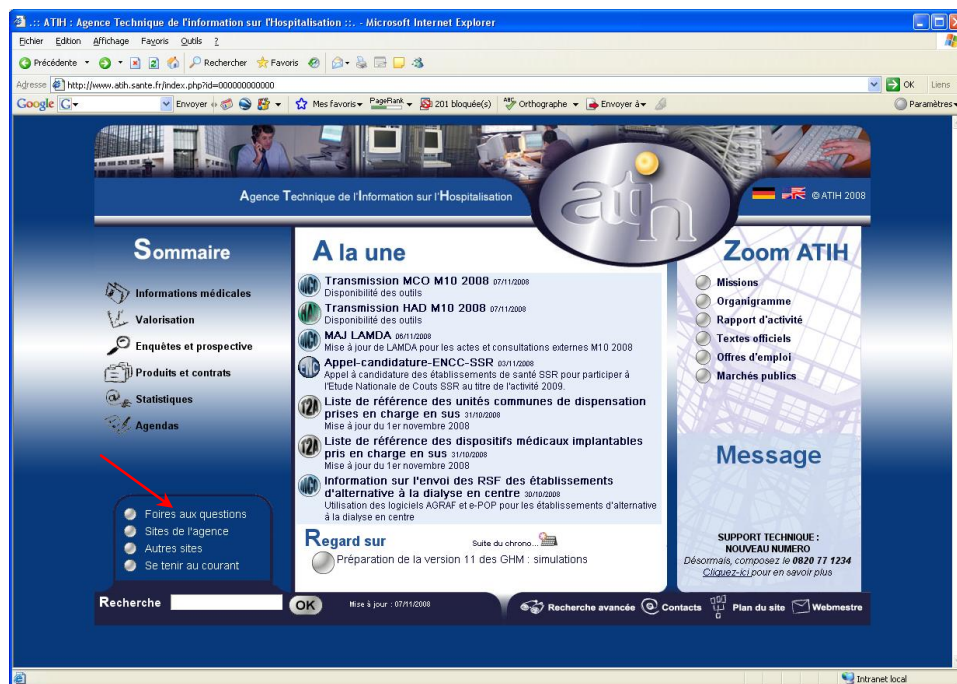 .:: ATIH : Agence Technique de l'information sur l'Hospitalisation ::. - Microsoft Internet Explorer
Fichier Edition Affichage Favoris Outils ?
Précédente Rechercher Favoris
Adresse http://www.atih.sante.fr/index.php?id=000000000000 OK Liens
Google G Envoyer Mes favoris PageRank 201 bloquée(s) Orthographe Envoyer à Paramètres
Agence Technique de l'Information sur l'Hospitalisation
atih
© ATIH 2008
Sommaire
Informations médicales
Valorisation
Enquêtes et prospective
Produits et contrats
Statistiques
Agendas
Foires aux questions
Sites de l'agence
Autres sites
Se tenir au courant
A la une
Transmission MCO M10 2008 07/11/2008
Disponibilité des outils
Transmission HAD M10 2008 07/11/2008
Disponibilité des outils
MAJ LAMDA 06/11/2008
Mise à jour de LAMDA pour les actes et consultations externes M10 2008
Appel-candidature-ENCC-SSR 03/11/2008
Appel à candidature des établissements de santé SSR pour participer à
l'Etude Nationale de Couts SSR au titre de l'activité 2009.
Liste de référence des unités communes de dispensation
prises en charge en sus 31/10/2008
Mise à jour du 1er novembre 2008
Liste de référence des dispositifs médicaux implantables
pris en charge en sus 31/10/2008
Mise à jour du 1er novembre 2008
Information sur l'envoi des RSF des établissements
d'alternative à la dialyse en centre 30/10/2008
Utilisation des logiciels AGRAF et e-POP pour les établissements d'alternative
à la dialyse en centre
Regard sur
Suite du chrono...
Préparation de la version 11 des GHM : simulations
Zoom ATIH
Missions
Organigramme
Rapport d'activité
Textes officiels
Offres d'emploi
Marchés publics
Message
SUPPORT TECHNIQUE :
NOUVEAU NUMERO
Désormais, composez le 0820 77 1234
Cliquez-ici pour en savoir plus
Recherche OK Mise à jour : 07/11/2008 Recherche avancée Contacts Plan du site Webmestre
Intranet local